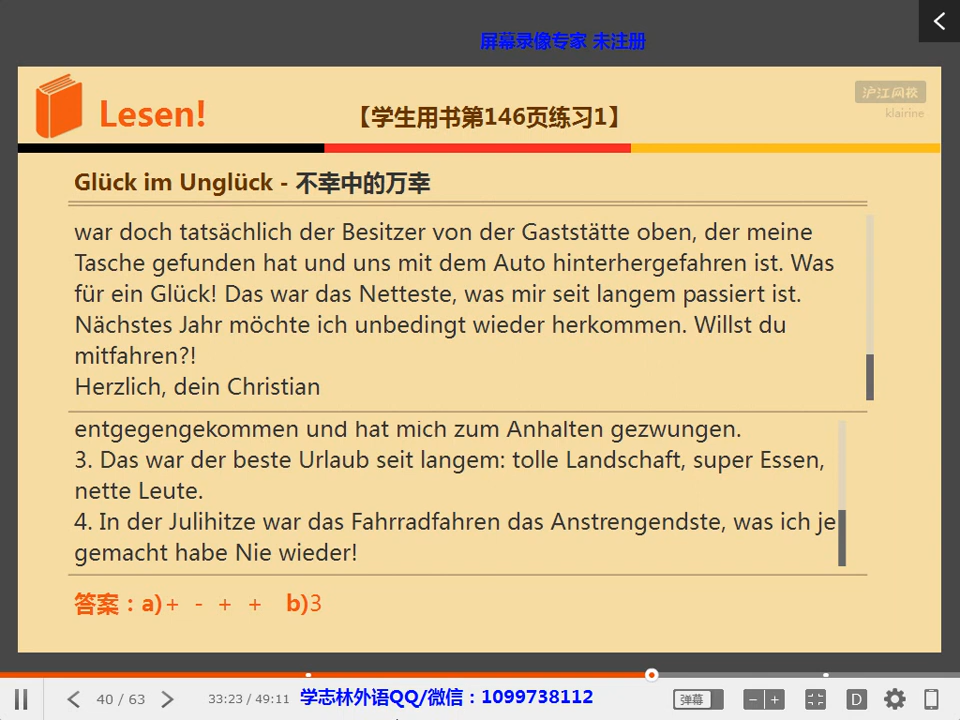 屏幕录像专家 未注册
Lesen!
【学生用书第146页练习1】
沪江网校
klairine
Glück im Unglück - 不幸中的万幸
war doch tatsächlich der Besitzer von der Gaststätte oben, der meine
Tasche gefunden hat und uns mit dem Auto hinterhergefahren ist. Was
für ein Glück! Das war das Netteste, was mir seit langem passiert ist.
Nächstes Jahr möchte ich unbedingt wieder herkommen. Willst du
mitfahren?!
Herzlich, dein Christian
entgegengekommen und hat mich zum Anhalten gezwungen.
3. Das war der beste Urlaub seit langem: tolle Landschaft, super Essen,
nette Leute.
4. In der Julihitze war das Fahrradfahren das Anstrengendste, was ich je
gemacht habe Nie wieder!
答案：a)+ - + + b)3
40 / 63
33:23 / 49:11
学志林外语QQ/微信：1099738112
弹幕
D